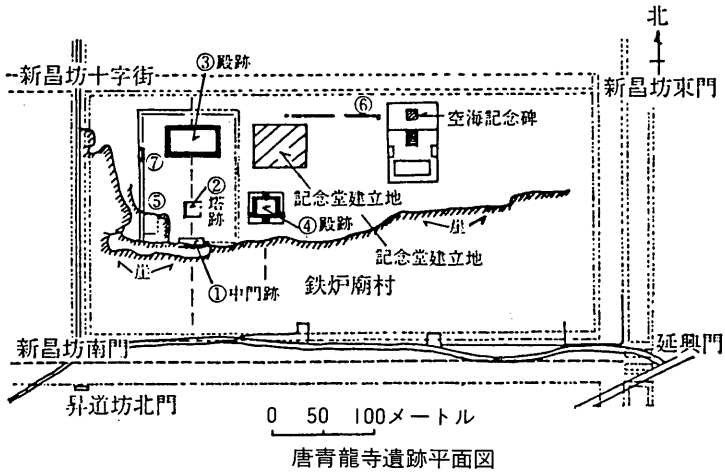 北
③殿跡
新昌坊十字街
新昌坊東門
⑥
空海記念碑
⑦
②
塔跡
記念堂建立地
⑤
④殿跡
崖
記念堂建立地
崖
①中門跡
鉄炉廟村
新昌坊南門
延興門
昇道坊北門
0 50 100メートル
唐青龍寺遺跡平面図